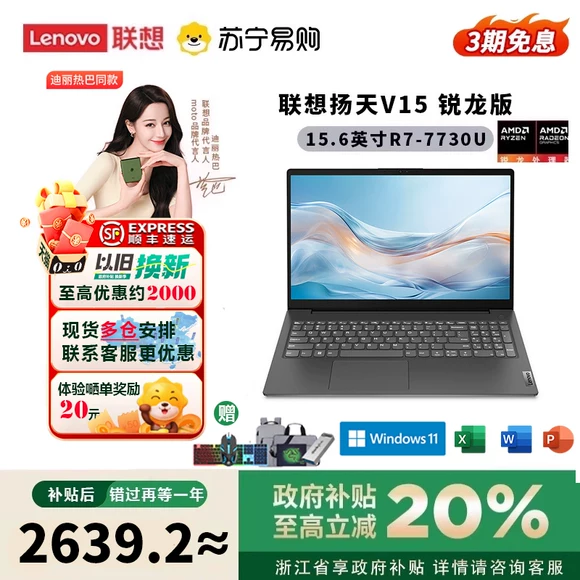 Lenovo 联想
苏宁易购
3期免息
迪丽热巴同款
迪丽热巴
联想品牌代言人
moto品牌代言人
联想扬天V15 锐龙版
15.6英寸R7-7730U
AMD
RYZEN
AMD
RADEON
GRAPHICS
锐龙处理器
SF EXPRESS
顺丰速运
以旧换新
至高优惠约2000
现货多仓安排
联系客服更优惠
体验晒单奖励
20元
赠
Lenovo
Windows 11
X
W
P
补贴后 错过再等一年
2639.2≈
政府补贴
至高立减
20%
浙江省享政府补贴 详情请咨询客服